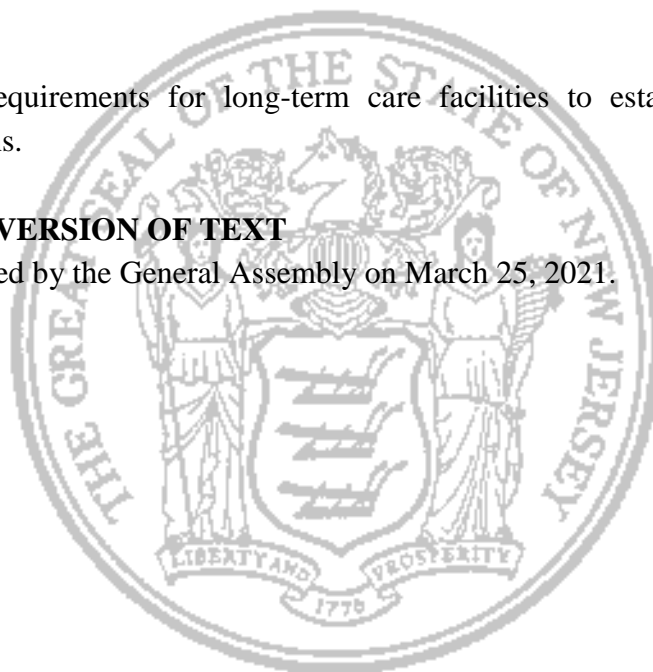 equirements for long-term care facilities to esta
s.
VERSION OF TEXT
ed by the General Assembly on March 25, 2021.
THE GREAT SEAL OF THE STATE OF NEW JERSEY
LIBERTY AND PROSPERITY
1776